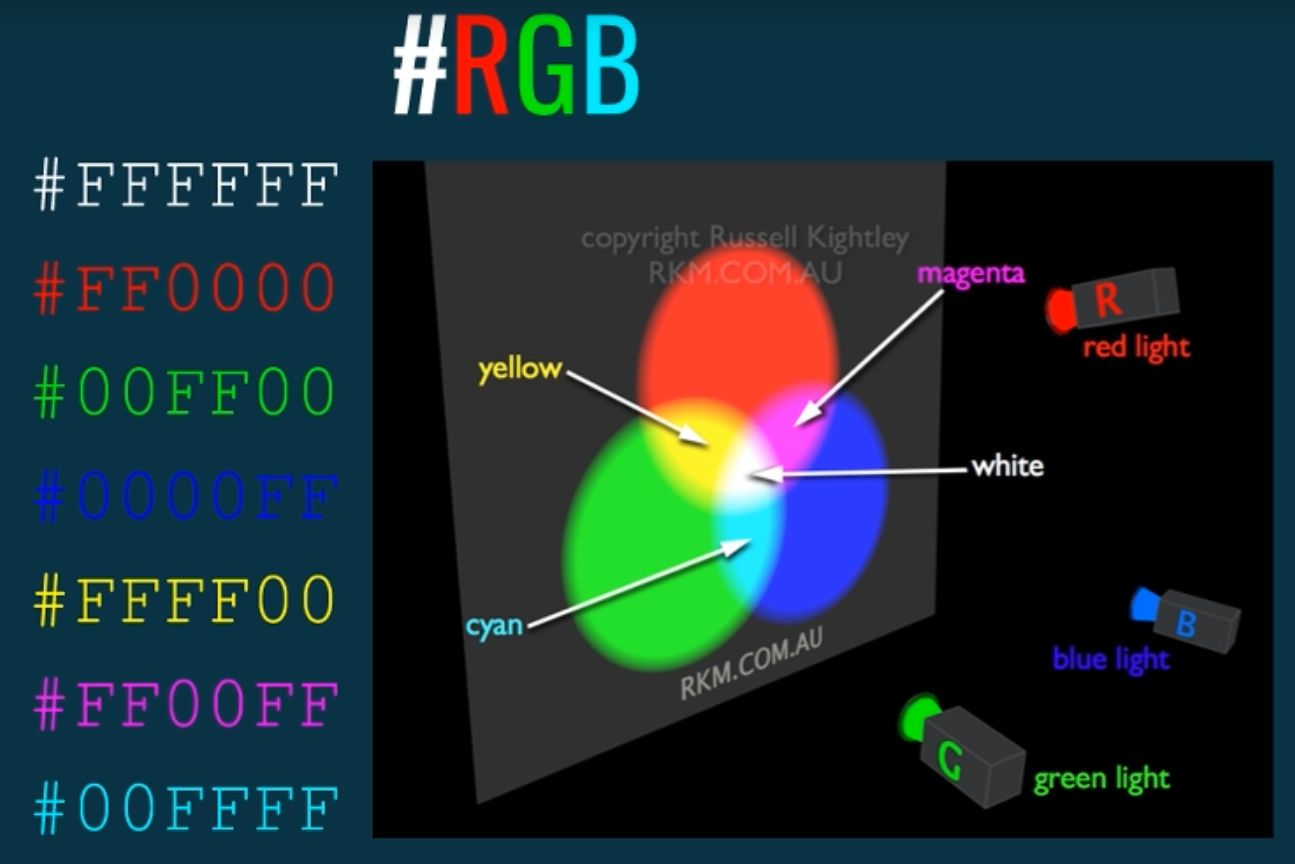 #RGB
#FFFFFF
#FF0000
#00FF00
#0000FF
#FFFF00
#FF00FF
#00FFFF
copyright Russell Kightley
RKM.COM.AU
magenta
R
red light
yellow
white
cyan
B
blue light
RKM.COM.AU
G
green light